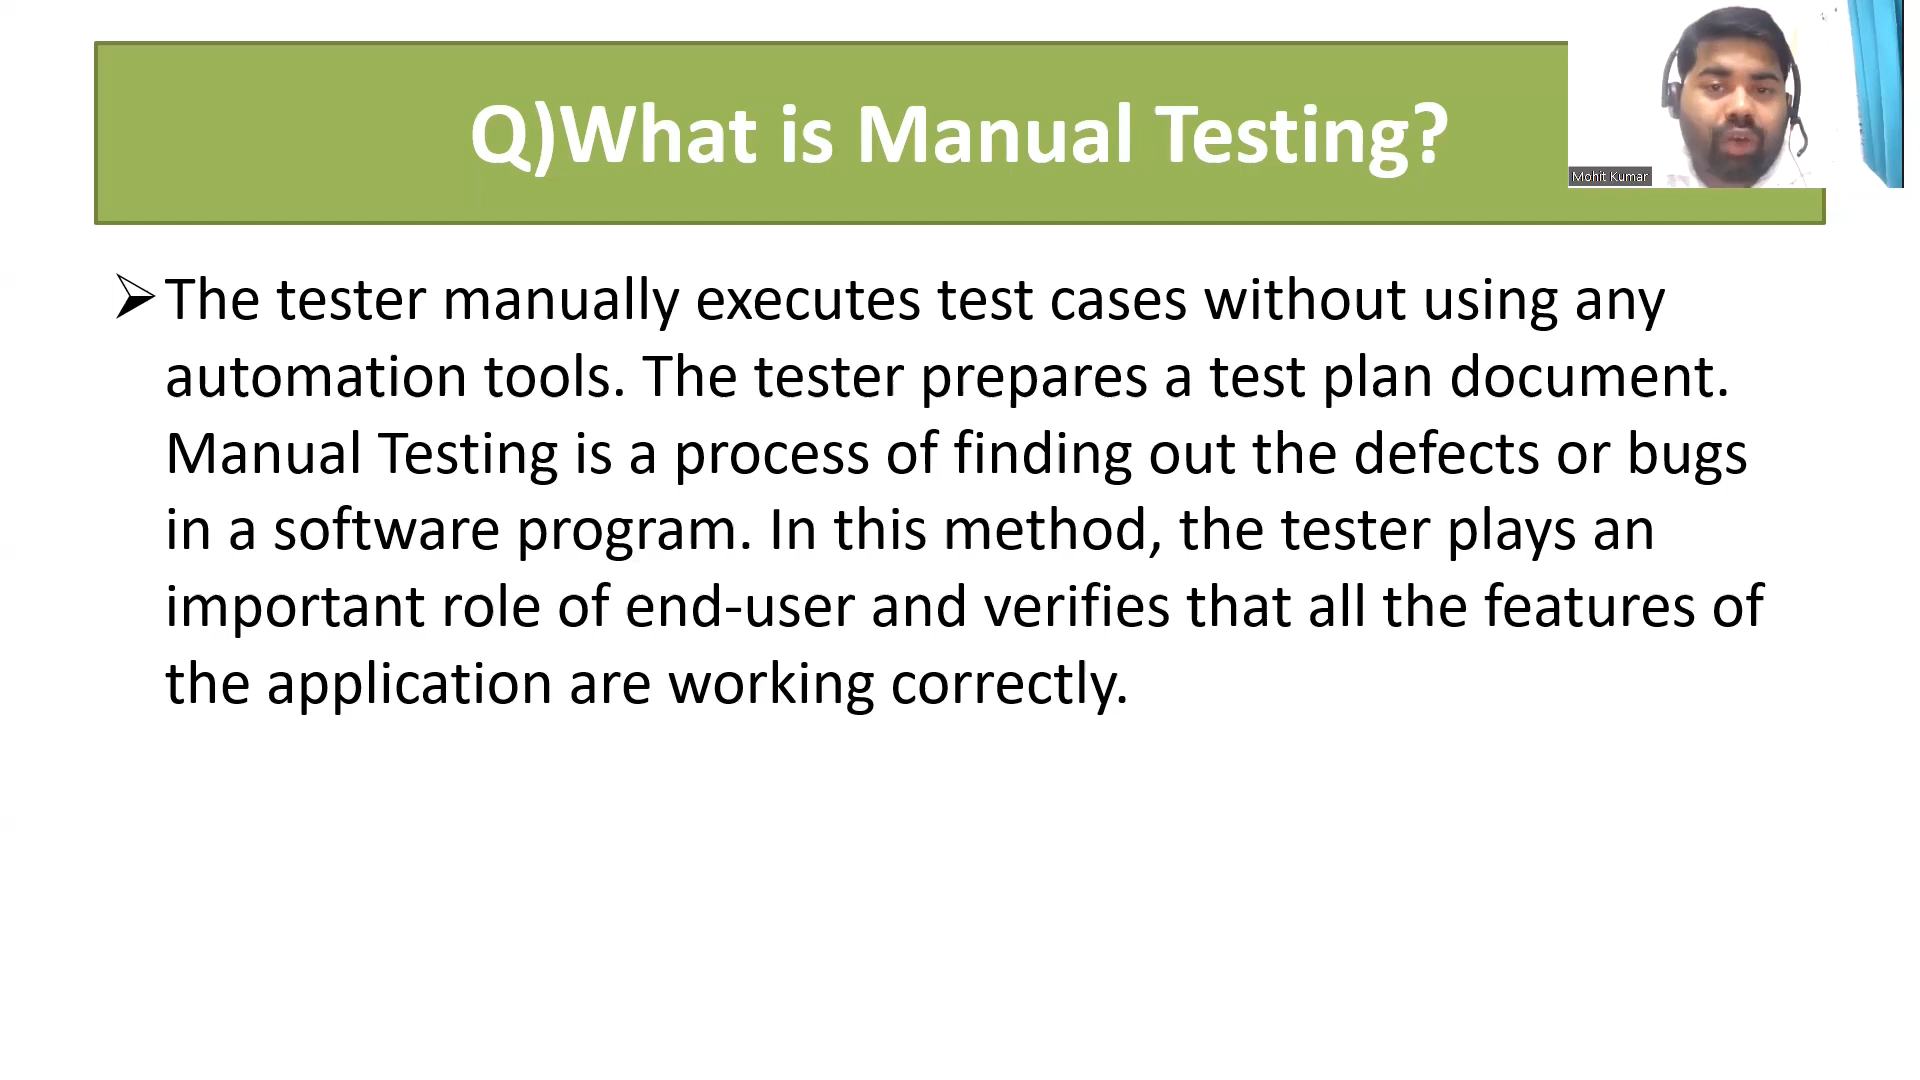 Q)What is Manual Testing?
Mohit Kumar
The tester manually executes test cases without using any
automation tools. The tester prepares a test plan document.
Manual Testing is a process of finding out the defects or bugs
in a software program. In this method, the tester plays an
important role of end-user and verifies that all the features of
the application are working correctly.